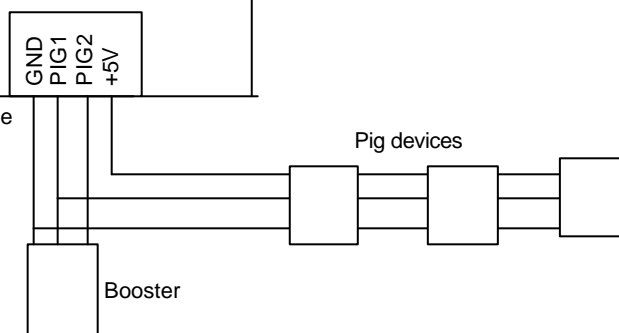 GND
PIG1
PIG2
+5V
e
Pig devices
Booster